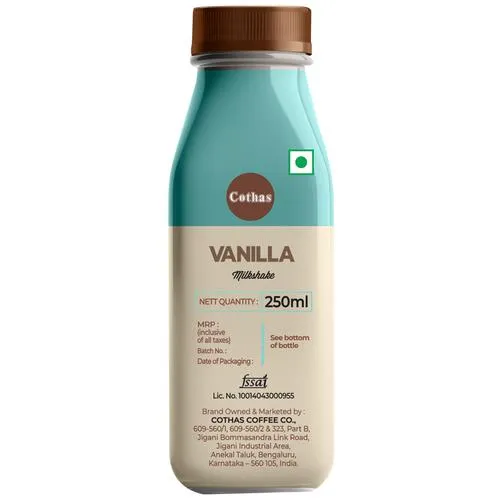 Cothas
VANILLA
Milkshake
NETT QUANTITY : 250ml
MRP :
(inclusive
of all taxes)
Batch No. :
Date of Packaging :
See bottom
of bottle
fssai
Lic. No. 10014043000955
Brand Owned & Marketed by :
COTHAS COFFEE CO.,
609-560/1, 609-560/2 & 323, Part B,
Jigani Bommasandra Link Road,
Jigani Industrial Area,
Anekal Taluk, Bengaluru,
Karnataka – 560 105, India.